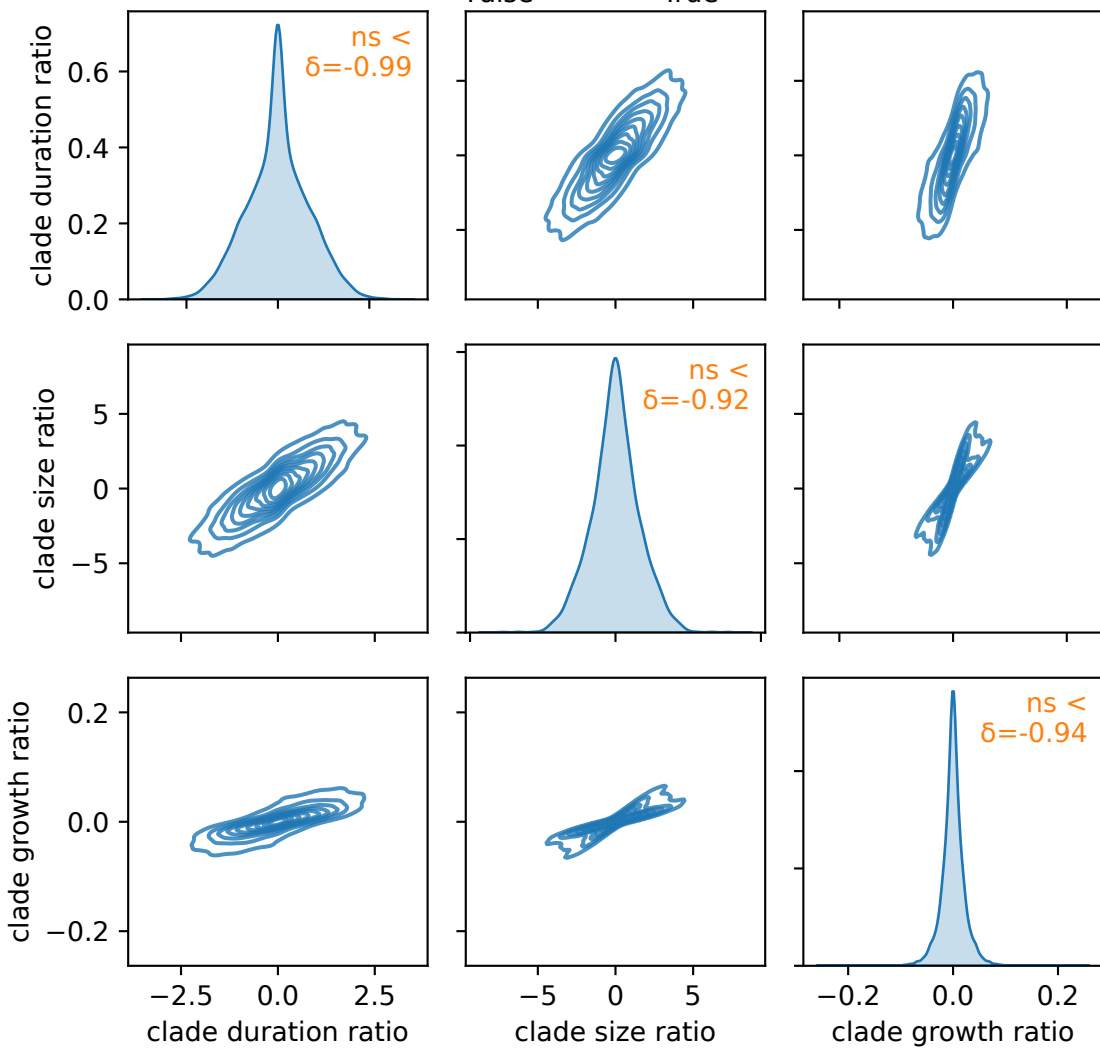 True
clade duration ratio
0.6
0.4
0.2
0.0
ns <
δ=-0.99
clade size ratio
5
0
−5
ns <
δ=-0.92
clade growth ratio
0.2
0.0
−0.2
ns <
δ=-0.94
−2.5 0.0 2.5
−5 0 5
−0.2 0.0 0.2
clade duration ratio
clade size ratio
clade growth ratio